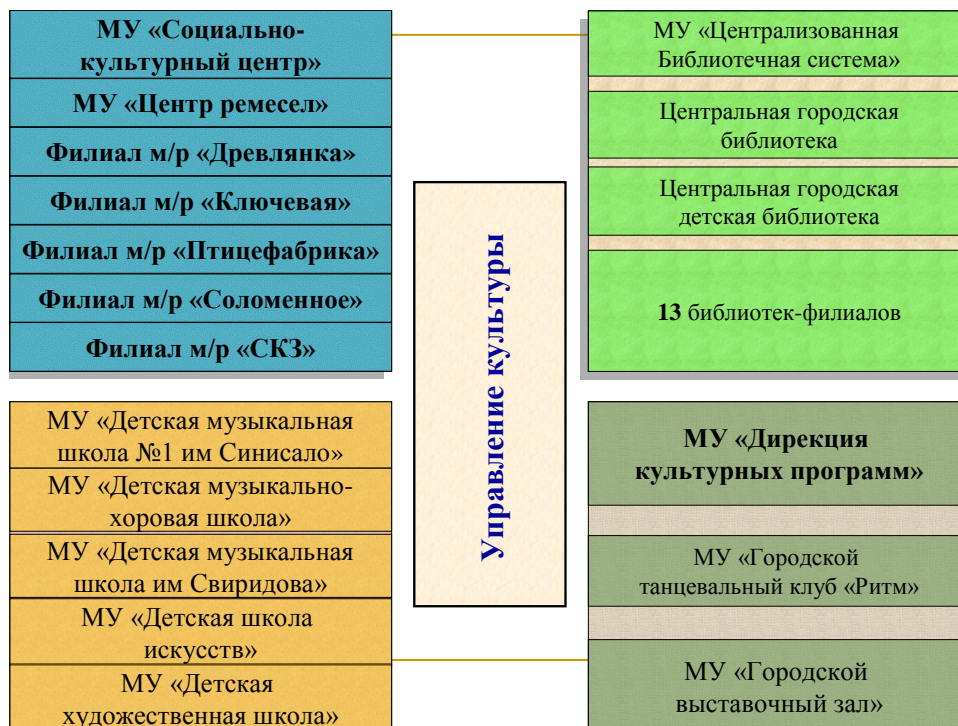 МУ «Социально-
культурный центр»
МУ «Центр ремесел»
Филиал м/р «Древлянка»
Филиал м/р «Ключевая»
Филиал м/р «Птицефабрика»
Филиал м/р «Соломенное»
Филиал м/р «СКЗ»
МУ «Детская музыкальная
школа №1 им Синисало»
МУ «Детская музыкально-
хоровая школа»
МУ «Детская музыкальная
школа им Свиридова»
МУ «Детская школа
искусств»
МУ «Детская
художественная школа»
Управление культуры
МУ «Централизованная
Библиотечная система»
Центральная городская
библиотека
Центральная городская
детская библиотека
13 библиотек-филиалов
МУ «Дирекция
культурных программ»
МУ «Городской
танцевальный клуб «Ритм»
МУ «Городской
выставочный зал»